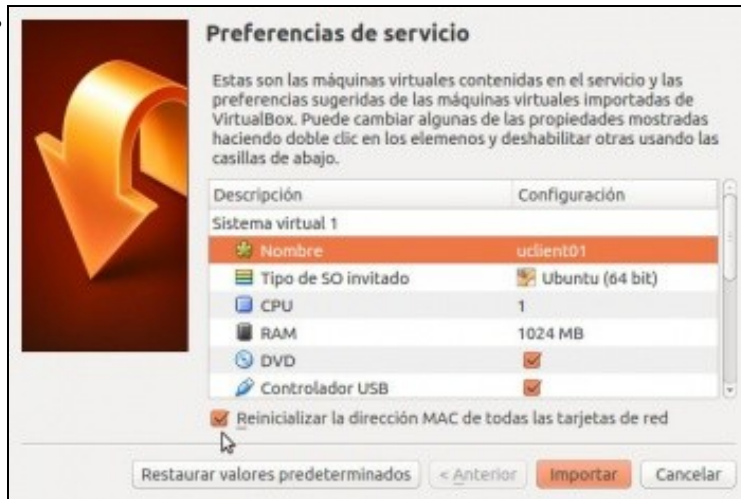 Preferencias de servicio
Estas son las máquinas virtuales contenidas en el servicio y las
preferencias sugeridas de las máquinas virtuales importadas de
VirtualBox. Puede cambiar algunas de las propiedades mostradas
haciendo doble clic en los elemenos y deshabilitar otras usando las
casillas de abajo.
Descripción Configuración
Sistema virtual 1
Nombre uclient01
Tipo de SO invitado Ubuntu (64 bit)
CPU 1
RAM 1024 MB
DVD
Controlador USB
Reinicializar la dirección MAC de todas las tarjetas de red
Restaurar valores predeterminados < Anterior Importar Cancelar